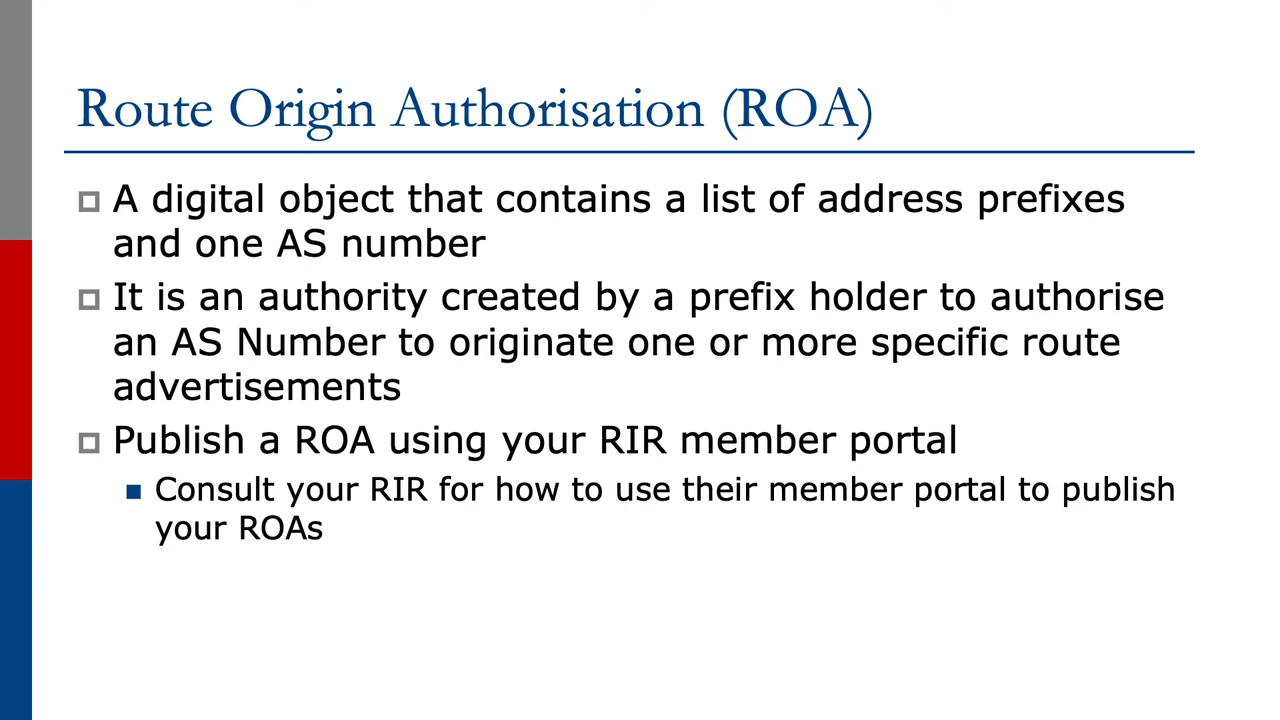 Route Origin Authorisation (ROA)
A digital object that contains a list of address prefixes
and one AS number
It is an authority created by a prefix holder to authorise
an AS Number to originate one or more specific route
advertisements
Publish a ROA using your RIR member portal
Consult your RIR for how to use their member portal to publish
your ROAs